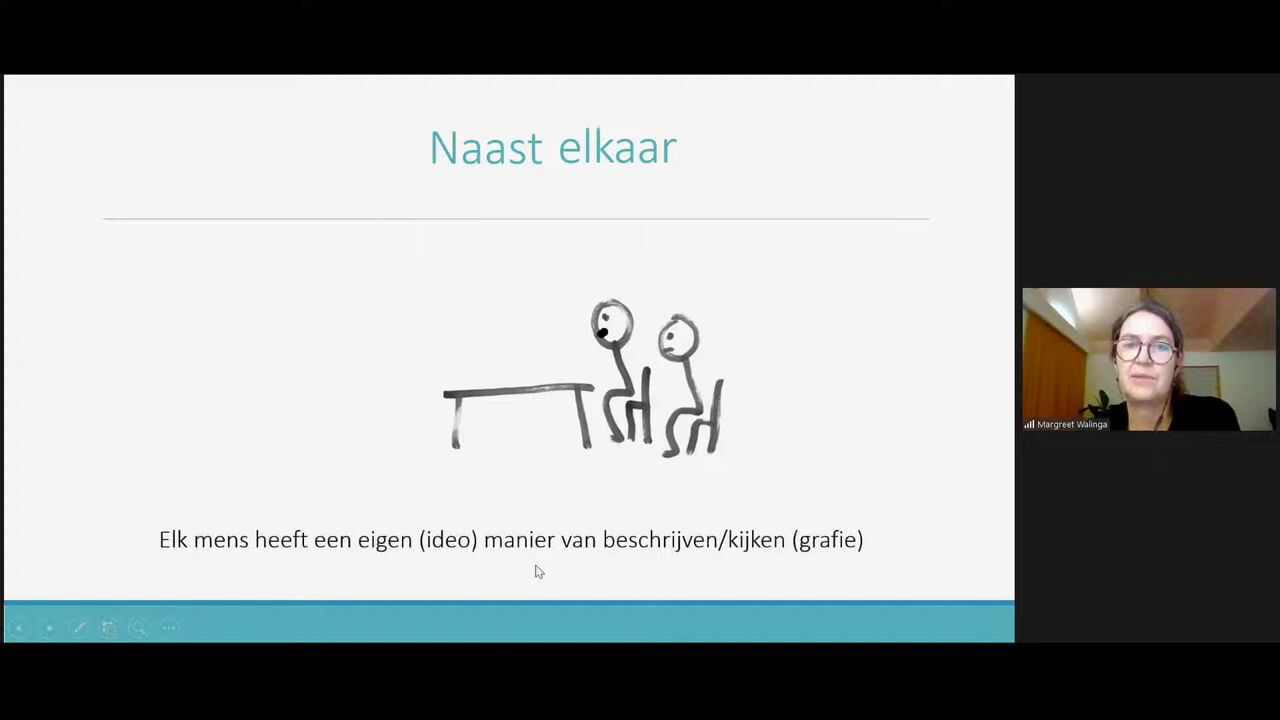 Naast elkaar
Elk mens heeft een eigen (ideo) manier van beschrijven/kijken (grafie)
Margreet Walinga